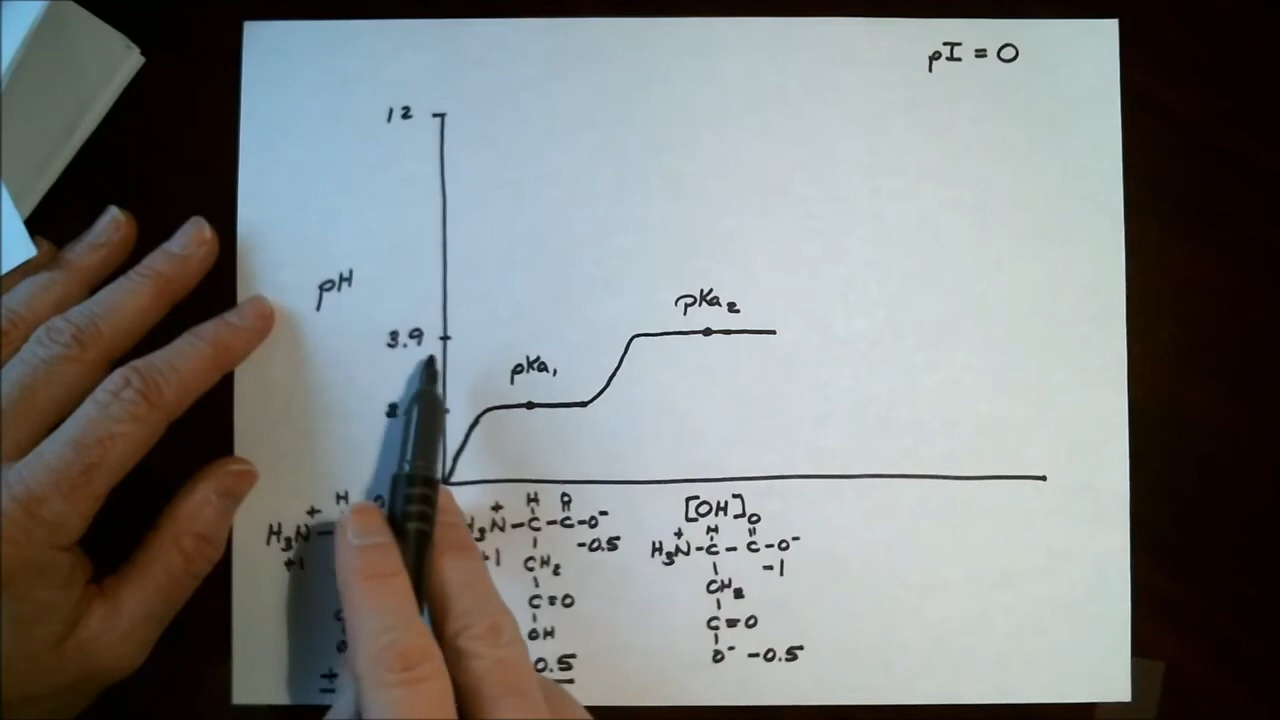 pI = 0
12
pH
pKa₂
3.9
pKa₁
2
[OH]
+ H
H₃N –
+1
+ H O
H₃N – C – C – O⁻
+1 -0.5
CH₂
C = O
OH
0.5
+ H O
H₃N – C – C – O⁻
-1
CH₂
C = O
O⁻ -0.5